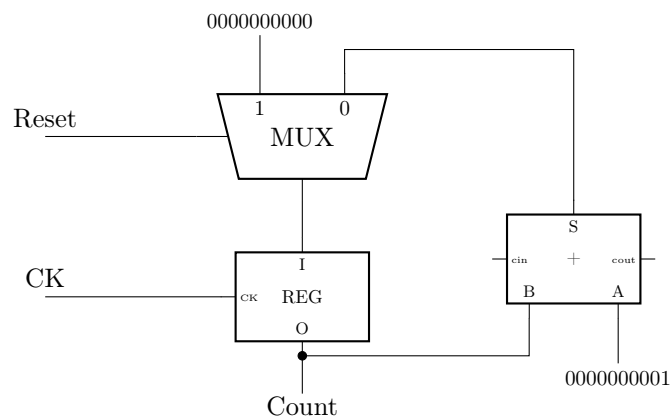 0000000000
Reset
1 0
MUX
S
cin + cout
B A
I
CK
CK REG
O
0000000001
Count